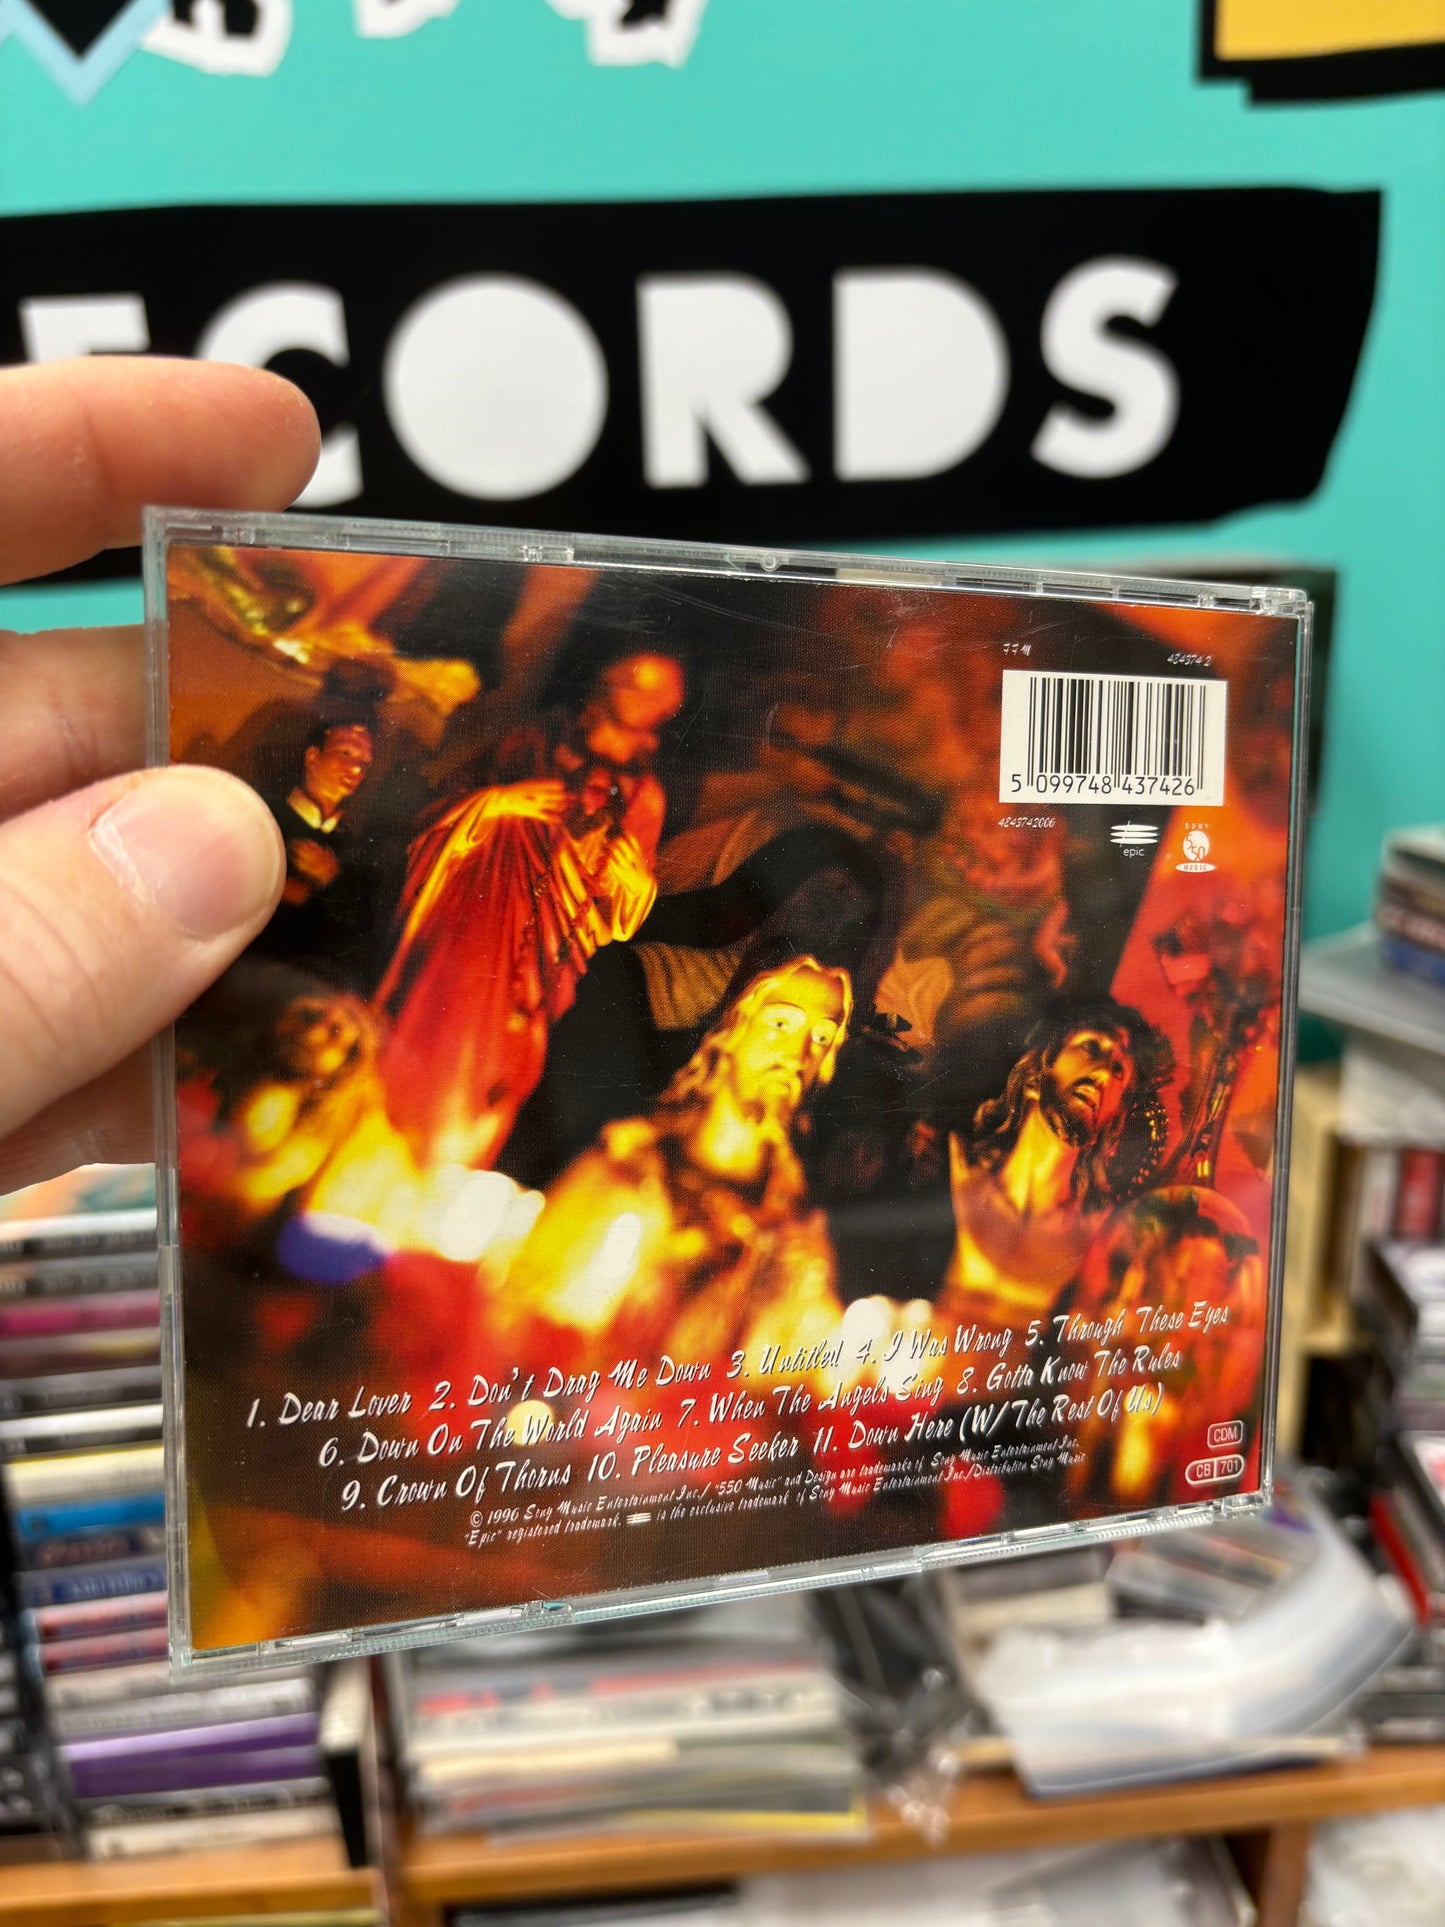 ECORDS
FFM
484374 2
5 099748 437426
4843742006
epic
SONY
550
MUSIC
1. Dear Lover 2. Don't Drag Me Down 3. Untitled 4. I Was Wrong 5. Through These Eyes
6. Down On The World Again 7. When The Angels Sing 8. Gotta Know The Rules
9. Crown Of Thorns 10. Pleasure Seeker 11. Down Here (W/ The Rest Of Us)
© 1996 Sony Music Entertainment Inc./ "550 Music" and Design are trademarks of Sony Music Entertainment Inc.
"Epic" registered trademark. is the exclusive trademark of Sony Music Entertainment Inc./Distribution Sony Music
CDM
CB 701